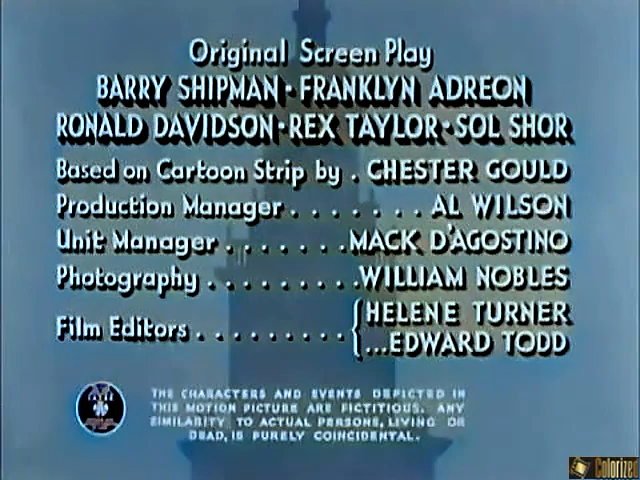 Original Screen Play
BARRY SHIPMAN · FRANKLYN ADREON
RONALD DAVIDSON · REX TAYLOR · SOL SHOR
Based on Cartoon Strip by . CHESTER GOULD
Production Manager . . . . . . . AL WILSON
Unit Manager . . . . . . . MACK D'AGOSTINO
Photography . . . . . . . . . WILLIAM NOBLES
Film Editors . . . . . . . . . { HELENE TURNER
...EDWARD TODD
THE CHARACTERS AND EVENTS DEPICTED IN
THIS MOTION PICTURE ARE FICTITIOUS. ANY
SIMILARITY TO ACTUAL PERSONS, LIVING OR
DEAD, IS PURELY COINCIDENTAL.
Colorized